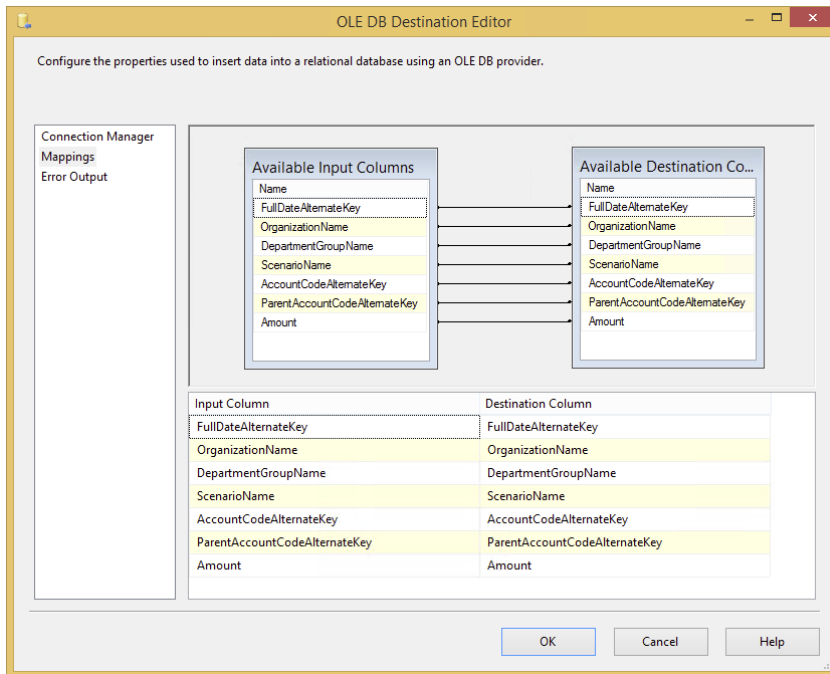 OLE DB Destination Editor
Configure the properties used to insert data into a relational database using an OLE DB provider.
Connection Manager
Mappings
Error Output
Available Input Columns
Name
FullDateAlternateKey
OrganizationName
DepartmentGroupName
ScenarioName
AccountCodeAlternateKey
ParentAccountCodeAlternateKey
Amount
Available Destination Co...
Name
FullDateAlternateKey
OrganizationName
DepartmentGroupName
ScenarioName
AccountCodeAlternateKey
ParentAccountCodeAlternateKey
Amount
Input Column Destination Column
FullDateAlternateKey FullDateAlternateKey
OrganizationName OrganizationName
DepartmentGroupName DepartmentGroupName
ScenarioName ScenarioName
AccountCodeAlternateKey AccountCodeAlternateKey
ParentAccountCodeAlternateKey ParentAccountCodeAlternateKey
Amount Amount
OK Cancel Help